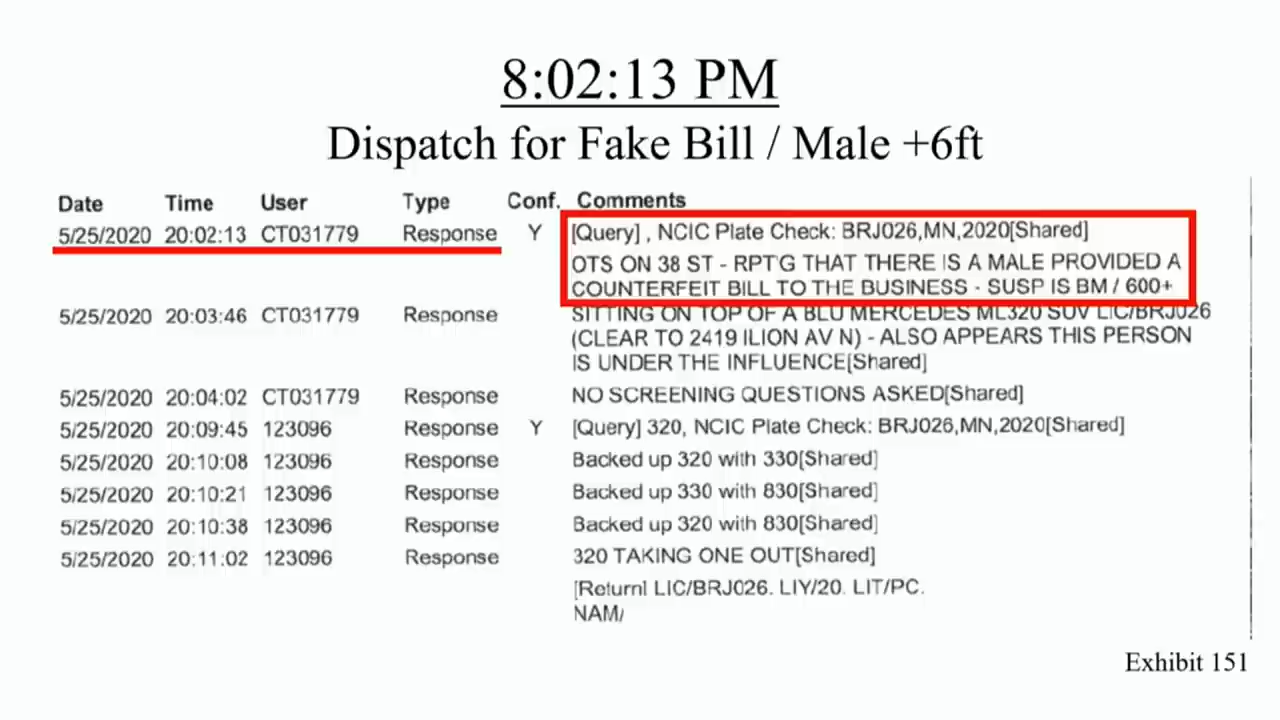 8:02:13 PM
Dispatch for Fake Bill / Male +6ft
Date Time User Type Conf. Comments
5/25/2020 20:02:13 CT031779 Response Y [Query] , NCIC Plate Check: BRJ026,MN,2020[Shared]
OTS ON 38 ST - RPTG THAT THERE IS A MALE PROVIDED A
COUNTERFEIT BILL TO THE BUSINESS - SUSP IS BM / 600+
5/25/2020 20:03:46 CT031779 Response SITTING ON TOP OF A BLU MERCEDES ML320 SUV LIC/BRJ026
(CLEAR TO 2419 ILION AV N) - ALSO APPEARS THIS PERSON
IS UNDER THE INFLUENCE[Shared]
5/25/2020 20:04:02 CT031779 Response NO SCREENING QUESTIONS ASKED[Shared]
5/25/2020 20:09:45 123096 Response Y [Query] 320, NCIC Plate Check: BRJ026,MN,2020[Shared]
5/25/2020 20:10:08 123096 Response Backed up 320 with 330[Shared]
5/25/2020 20:10:21 123096 Response Backed up 330 with 830[Shared]
5/25/2020 20:10:38 123096 Response Backed up 320 with 830[Shared]
5/25/2020 20:11:02 123096 Response 320 TAKING ONE OUT[Shared]
[Return] LIC/BRJ026. LIY/20. LIT/PC.
NAM/
Exhibit 151